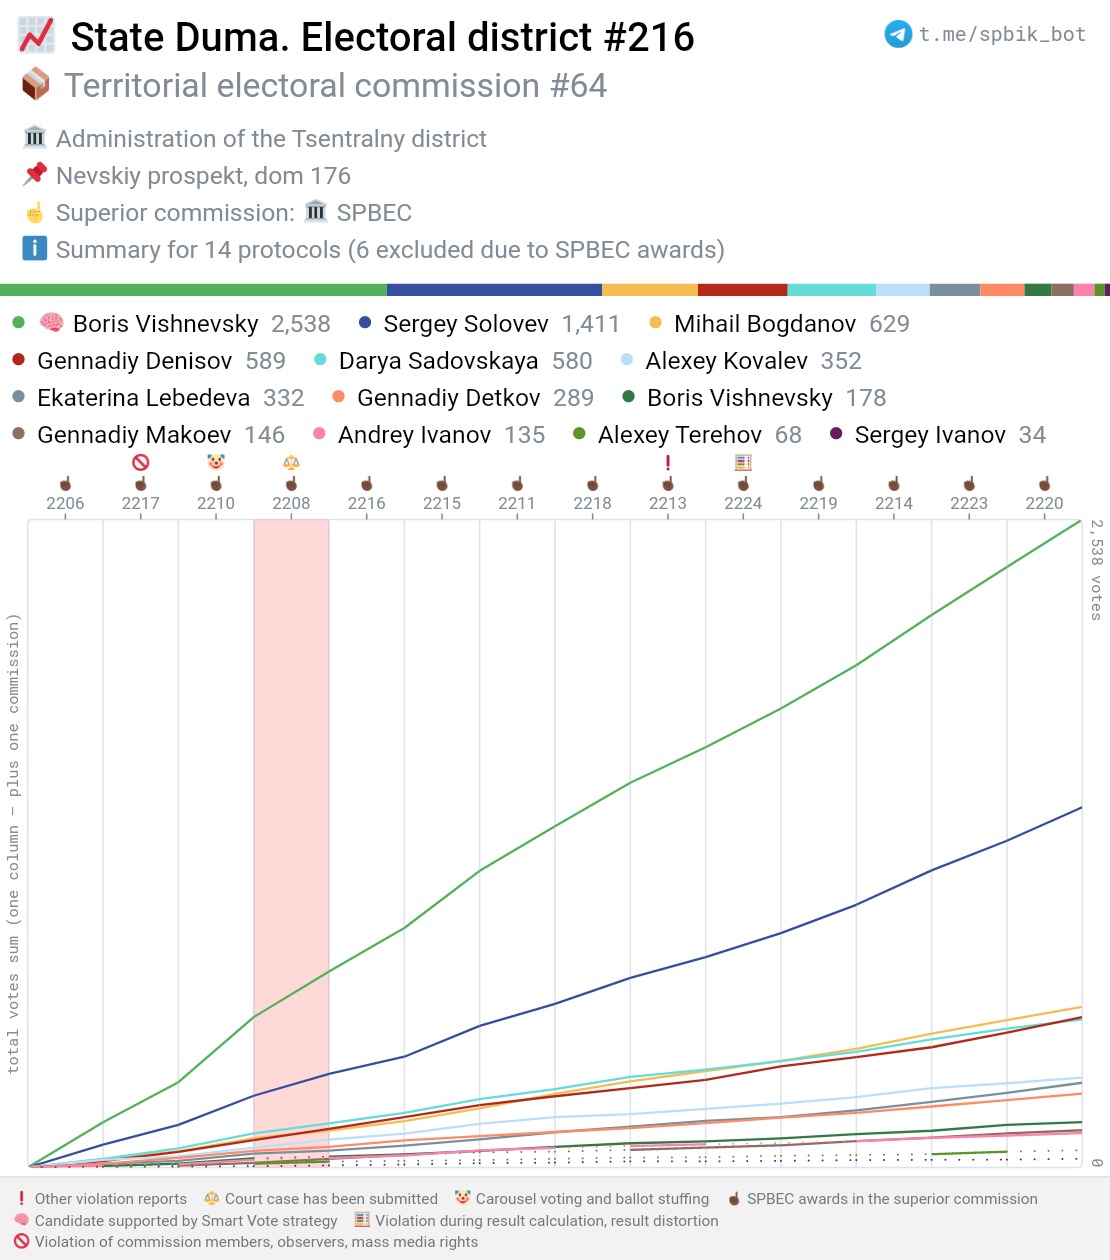 State Duma. Electoral district #216
t.me/spbik_bot
Territorial electoral commission #64
Administration of the Tsentralny district
Nevskiy prospekt, dom 176
Superior commission: SPBEC
Summary for 14 protocols (6 excluded due to SPBEC awards)
Boris Vishnevsky 2,538 Sergey Solovev 1,411 Mihail Bogdanov 629
Gennadiy Denisov 589 Darya Sadovskaya 580 Alexey Kovalev 352
Ekaterina Lebedeva 332 Gennadiy Detkov 289 Boris Vishnevsky 178
Gennadiy Makoev 146 Andrey Ivanov 135 Alexey Terehov 68 Sergey Ivanov 34
2206 2217 2210 2208 2216 2215 2211 2218 2213 2224 2219 2214 2223 2220
2,538 votes
total votes sum (one column – plus one commission)
0
Other violation reports Court case has been submitted Carousel voting and ballot stuffing SPBEC awards in the superior commission
Candidate supported by Smart Vote strategy Violation during result calculation, result distortion
Violation of commission members, observers, mass media rights